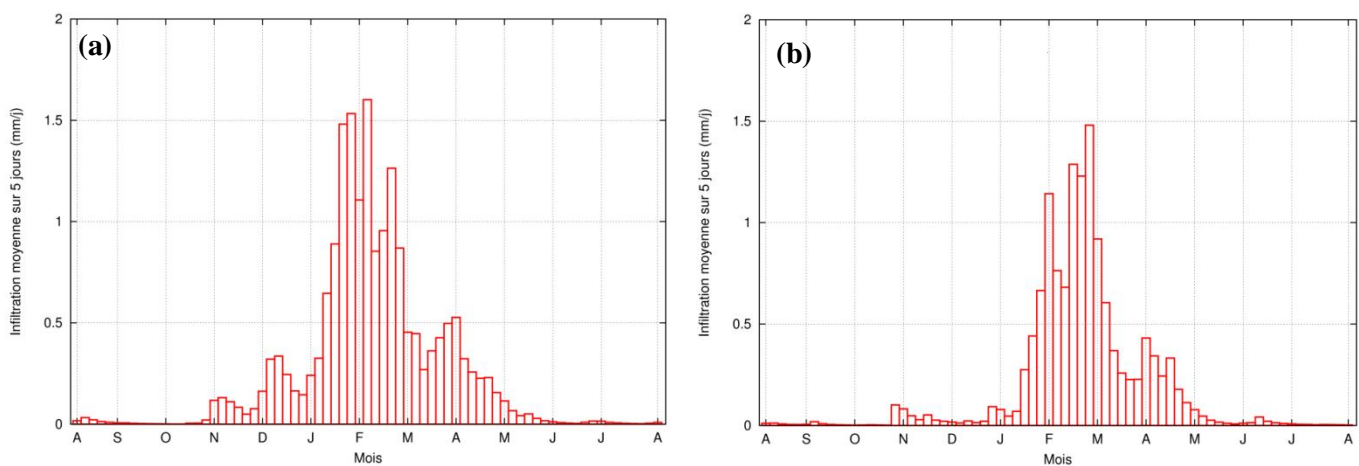 (a)
Infiltration moyenne sur 5 jours (mm/j)
2
1.5
1
0.5
0
A S O N D J F M A M J J A
Mois
(b)
Infiltration moyenne sur 5 jours (mm/j)
2
1.5
1
0.5
0
A S O N D J F M A M J J A
Mois